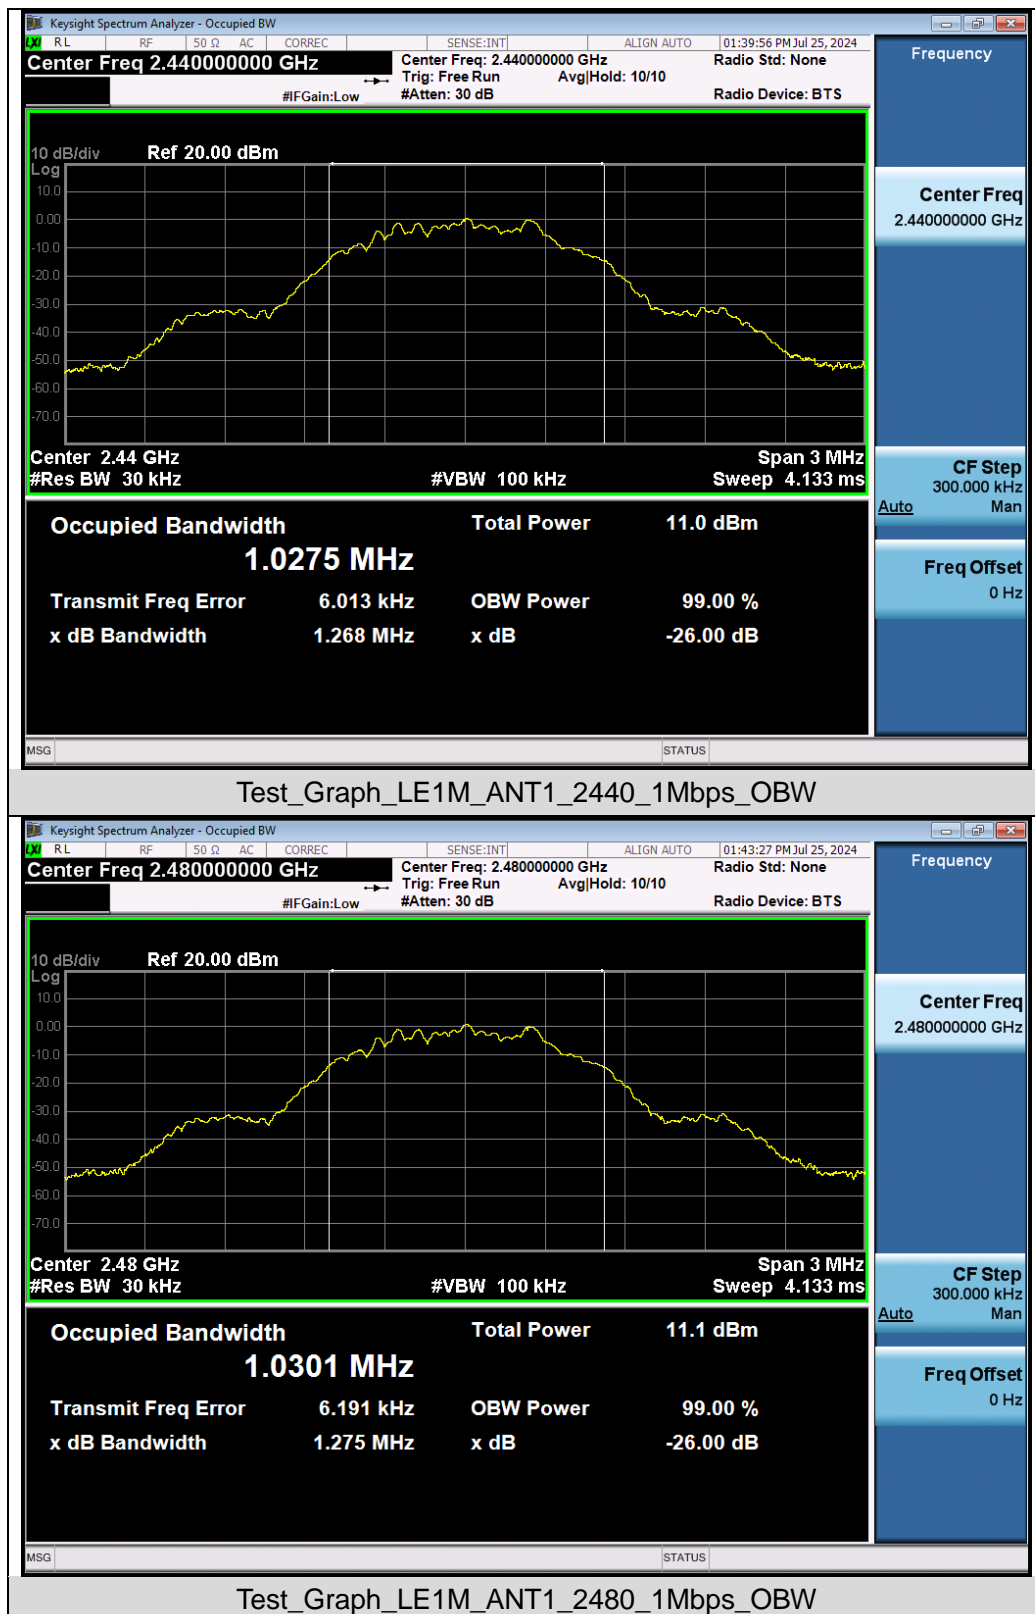 Keysight Spectrum Analyzer - Occupied BW
LXI RL RF 50 Ω AC CORREC SENSE:INT ALIGN AUTO 01:39:56 PM Jul 25, 2024
Center Freq 2.440000000 GHz
Center Freq: 2.440000000 GHz Radio Std: None
Trig: Free Run Avg|Hold: 10/10
#IFGain:Low #Atten: 30 dB Radio Device: BTS
Frequency
10 dB/div Ref 20.00 dBm
Log
10.0
0.00
-10.0
-20.0
-30.0
-40.0
-50.0
-60.0
-70.0
Center 2.44 GHz Span 3 MHz
#Res BW 30 kHz #VBW 100 kHz Sweep 4.133 ms
Center Freq
2.440000000 GHz
CF Step
300.000 kHz
Auto Man
Freq Offset
0 Hz
Occupied Bandwidth Total Power 11.0 dBm
1.0275 MHz
Transmit Freq Error 6.013 kHz OBW Power 99.00 %
x dB Bandwidth 1.268 MHz x dB -26.00 dB
MSG STATUS
Test_Graph_LE1M_ANT1_2440_1Mbps_OBW
Keysight Spectrum Analyzer - Occupied BW
LXI RL RF 50 Ω AC CORREC SENSE:INT ALIGN AUTO 01:43:27 PM Jul 25, 2024
Center Freq 2.480000000 GHz
Center Freq: 2.480000000 GHz Radio Std: None
Trig: Free Run Avg|Hold: 10/10
#IFGain:Low #Atten: 30 dB Radio Device: BTS
Frequency
10 dB/div Ref 20.00 dBm
Log
10.0
0.00
-10.0
-20.0
-30.0
-40.0
-50.0
-60.0
-70.0
Center 2.48 GHz Span 3 MHz
#Res BW 30 kHz #VBW 100 kHz Sweep 4.133 ms
Center Freq
2.480000000 GHz
CF Step
300.000 kHz
Auto Man
Freq Offset
0 Hz
Occupied Bandwidth Total Power 11.1 dBm
1.0301 MHz
Transmit Freq Error 6.191 kHz OBW Power 99.00 %
x dB Bandwidth 1.275 MHz x dB -26.00 dB
MSG STATUS
Test_Graph_LE1M_ANT1_2480_1Mbps_OBW